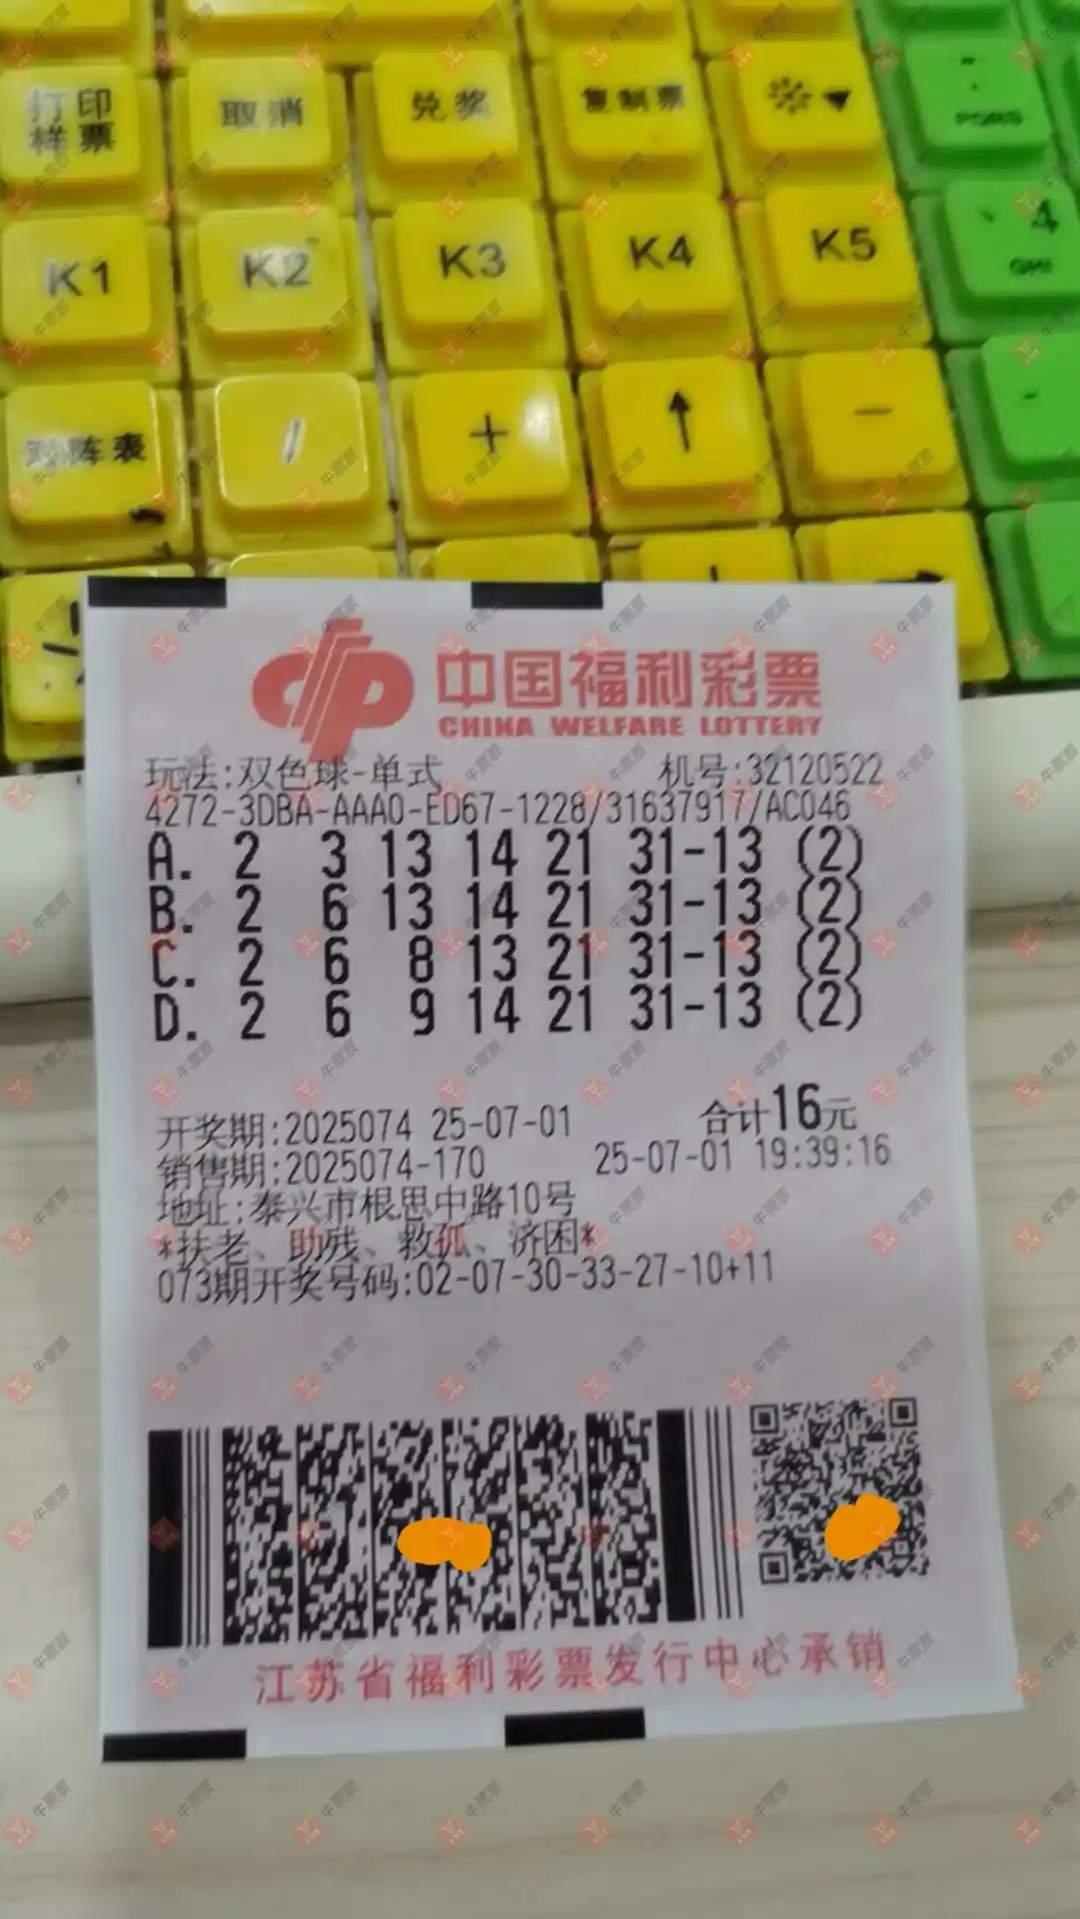 打印 取消 兑奖 复制票
样票
PQRS
K1 K2 K3 K4 K5
4
GHI
阵表 / + ↑ −
中国福利彩票
CHINA WELFARE LOTTERY
玩法:双色球-单式 机号:32120522
4272-3DBA-AAA0-ED67-1228/31637917/AC046
A. 2 3 13 14 21 31-13 (2)
B. 2 6 13 14 21 31-13 (2)
C. 2 6 8 13 21 31-13 (2)
D. 2 6 9 14 21 31-13 (2)
开奖期:2025074 25-07-01 合计16元
销售期:2025074-170 25-07-01 19:39:16
地址:泰兴市根思中路10号
*扶老、助残、救孤、济困*
073期开奖号码:02-07-30-33-27-10+11
江苏省福利彩票发行中心承销
牛票票